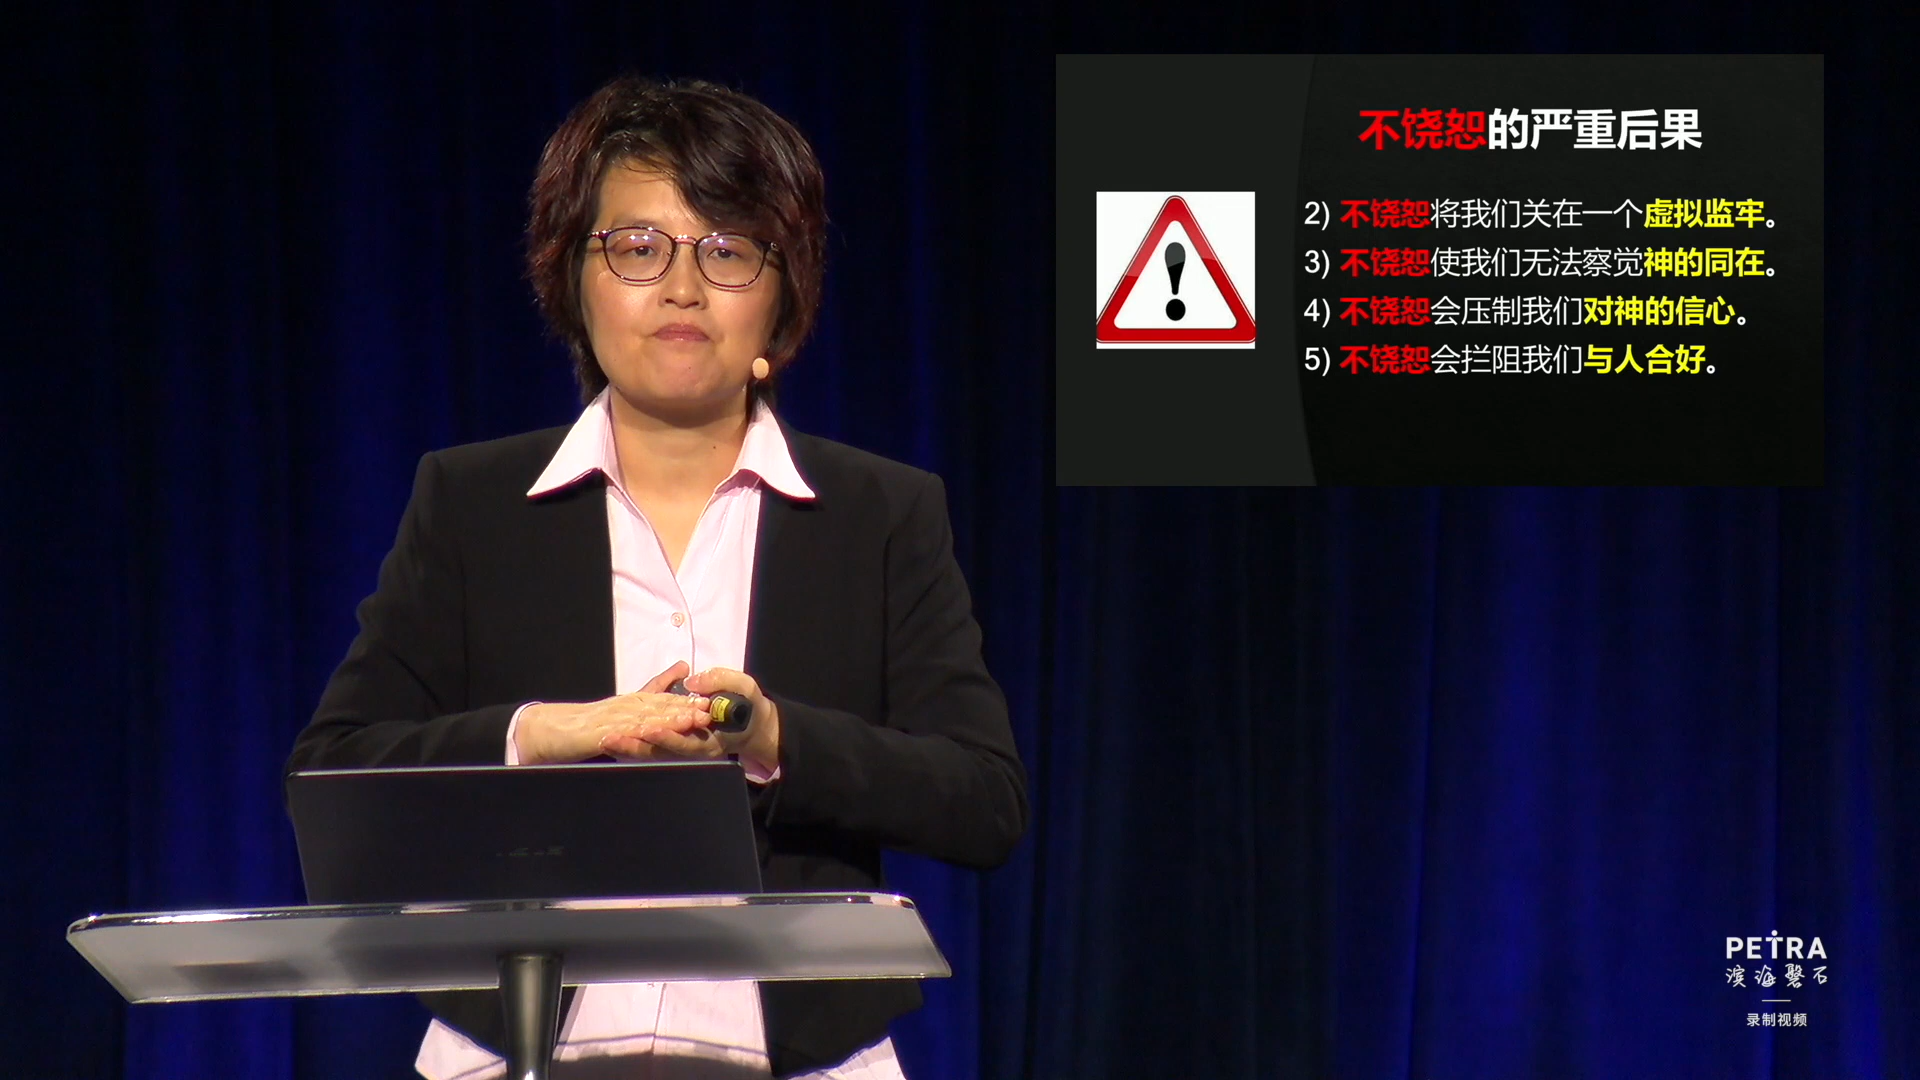 不饶恕的严重后果
2) 不饶恕将我们关在一个虚拟监牢。
3) 不饶恕使我们无法察觉神的同在。
4) 不饶恕会压制我们对神的信心。
5) 不饶恕会拦阻我们与人合好。
PETRA
滨海磐石
录制视频